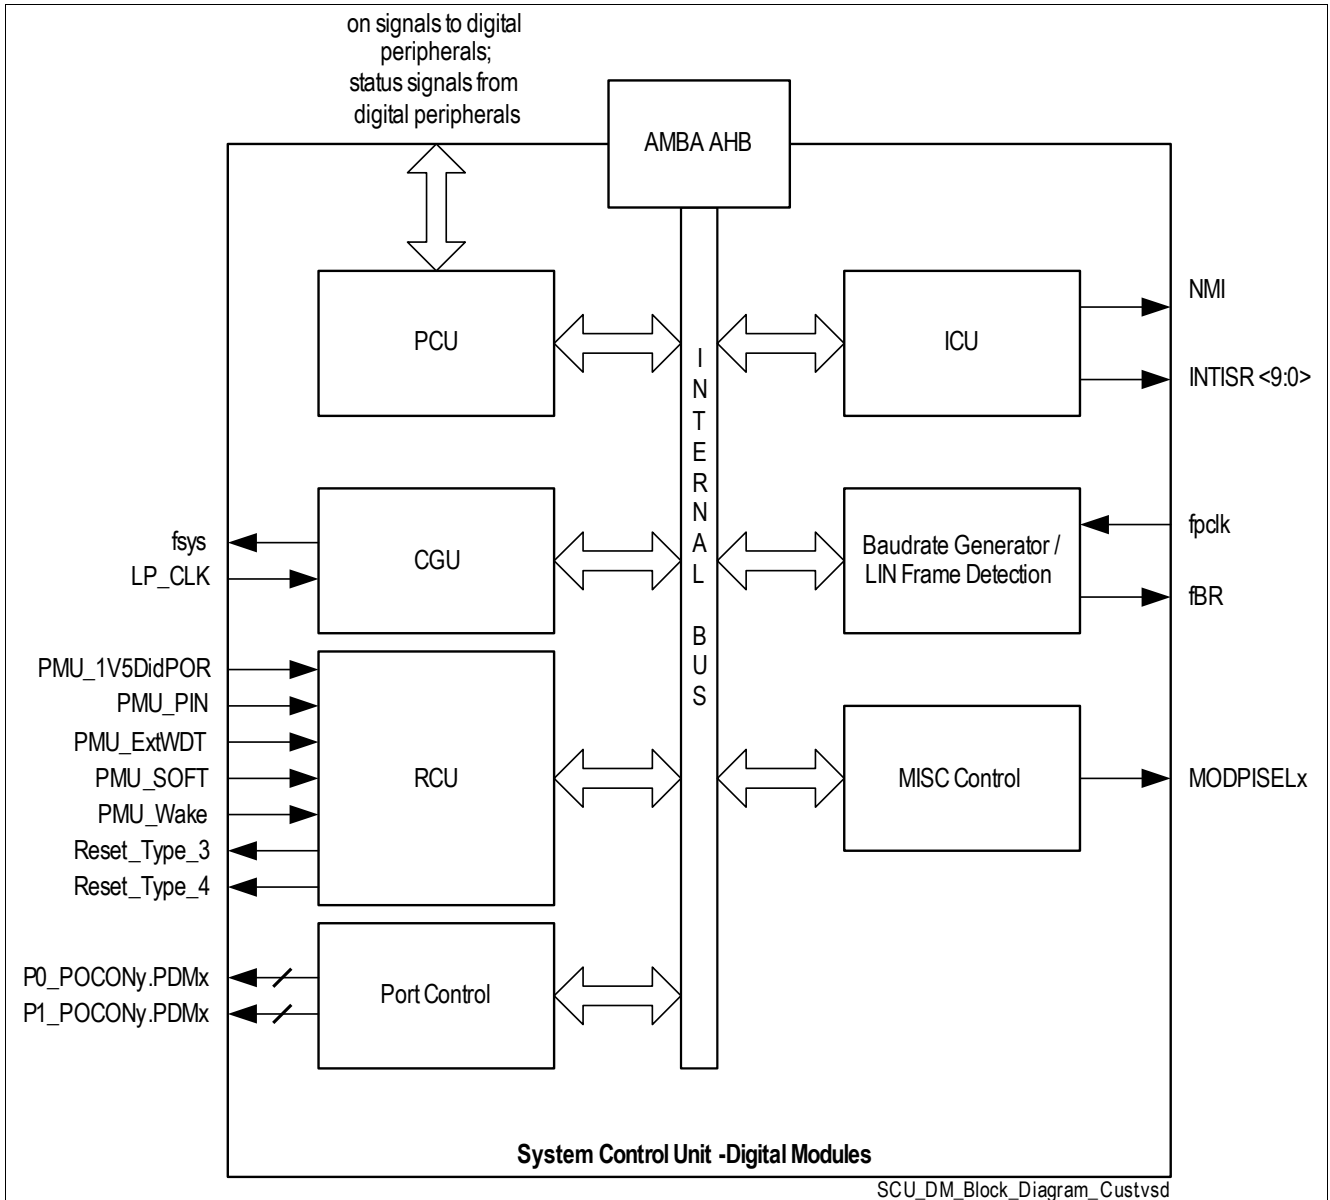 on signals to digital
peripherals;
status signals from
digital peripherals
AMBA AHB
PCU
ICU
NMI
INTISR <9:0>
INTERNAL BUS
fsys
LP_CLK
CGU
Baudrate Generator /
LIN Frame Detection
fpclk
fBR
PMU_1V5DidPOR
PMU_PIN
PMU_ExtWDT
PMU_SOFT
PMU_Wake
Reset_Type_3
Reset_Type_4
RCU
MISC Control
MODPISELx
P0_POCONy.PDMx
P1_POCONy.PDMx
Port Control
System Control Unit -Digital Modules
SCU_DM_Block_Diagram_Custvsd